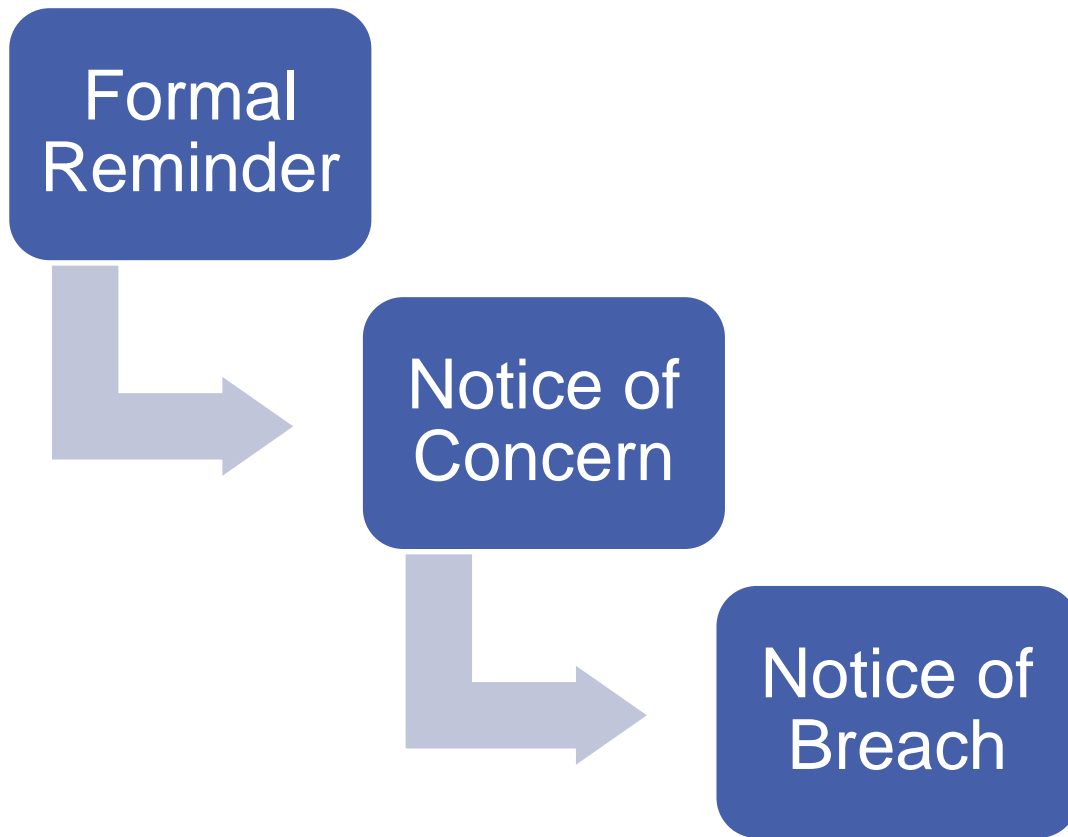 Formal
Reminder
Notice of
Concern
Notice of
Breach